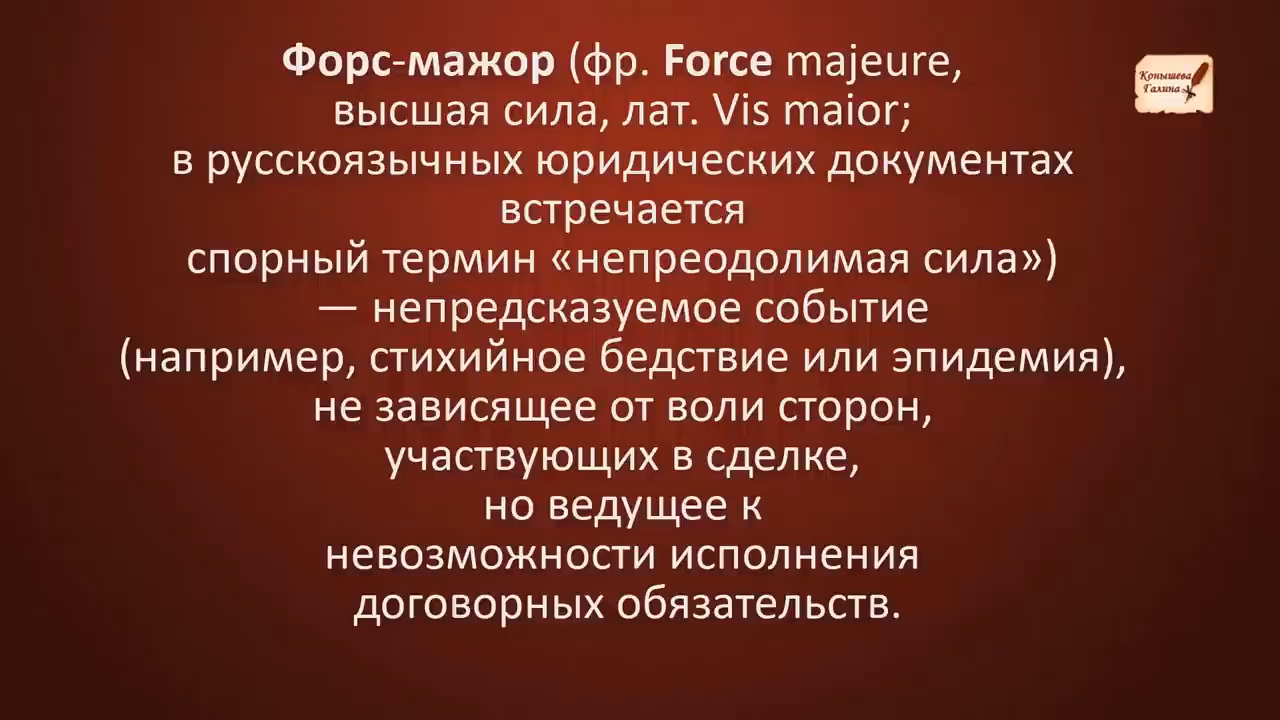 Форс-мажор (фр. Force majeure,
высшая сила, лат. Vis maior;
в русскоязычных юридических документах
встречается
спорный термин «непреодолимая сила»)
— непредсказуемое событие
(например, стихийное бедствие или эпидемия),
не зависящее от воли сторон,
участвующих в сделке,
но ведущее к
невозможности исполнения
договорных обязательств.
Конышева
Галина